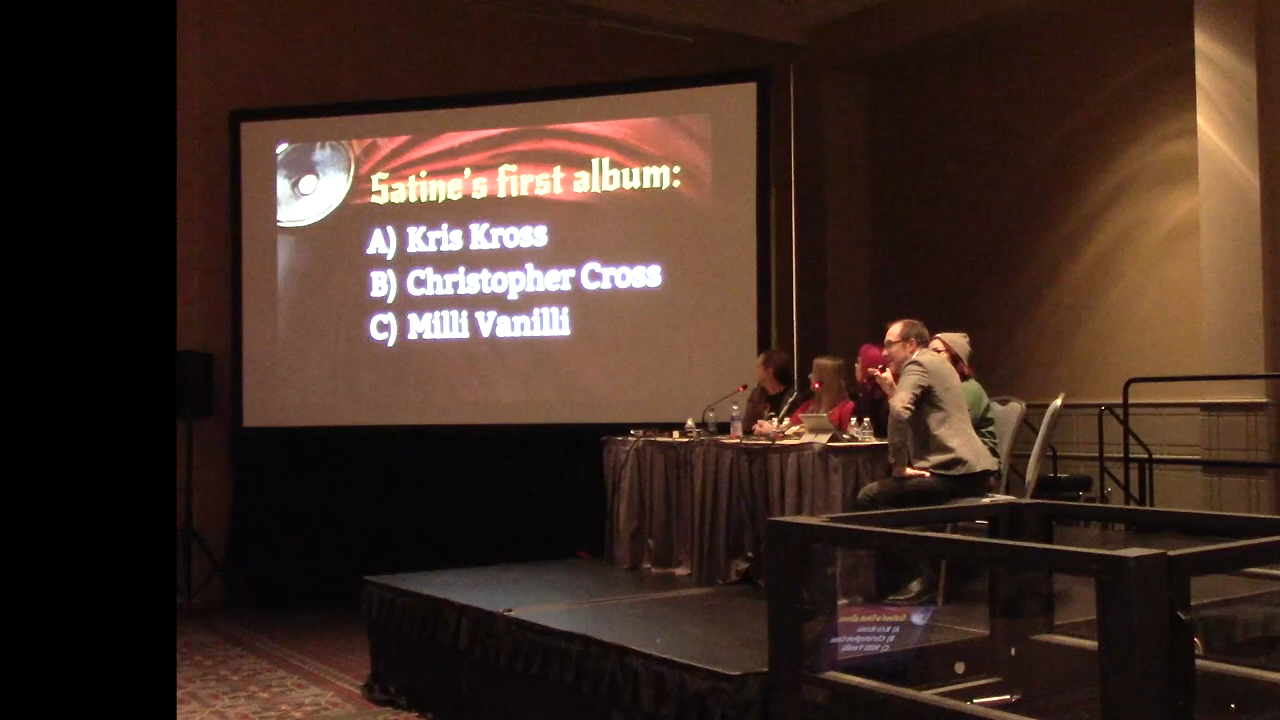 Satine's first album:
A) Kris Kross
B) Christopher Cross
C) Milli Vanilli